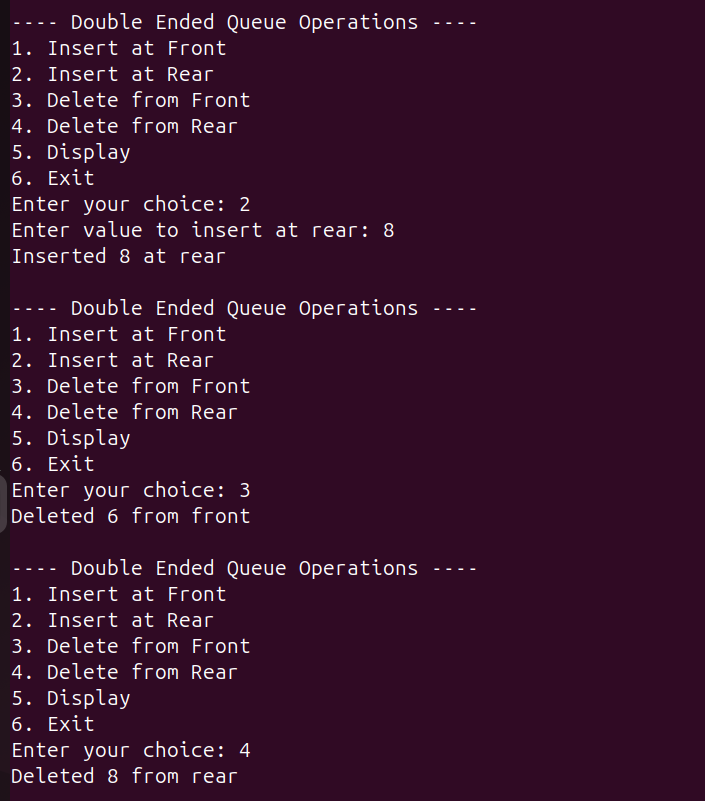 ---- Double Ended Queue Operations ----
1. Insert at Front
2. Insert at Rear
3. Delete from Front
4. Delete from Rear
5. Display
6. Exit
Enter your choice: 2
Enter value to insert at rear: 8
Inserted 8 at rear

---- Double Ended Queue Operations ----
1. Insert at Front
2. Insert at Rear
3. Delete from Front
4. Delete from Rear
5. Display
6. Exit
Enter your choice: 3
Deleted 6 from front

---- Double Ended Queue Operations ----
1. Insert at Front
2. Insert at Rear
3. Delete from Front
4. Delete from Rear
5. Display
6. Exit
Enter your choice: 4
Deleted 8 from rear